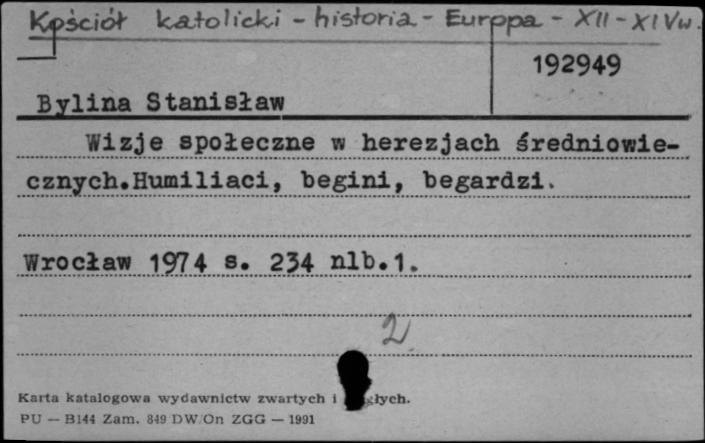 Kościół katolicki - historia - Europa - XII - XIV w.
192949
Bylina Stanisław
Wizje społeczne w herezjach średniowie-
cznych.Humiliaci, begini, begardzi.
Wrocław 1974 s. 234 nlb.1.
2
Karta katalogowa wydawnictw zwartych i
PU — B144 Zam. 849 DW/On ZGG — 1991